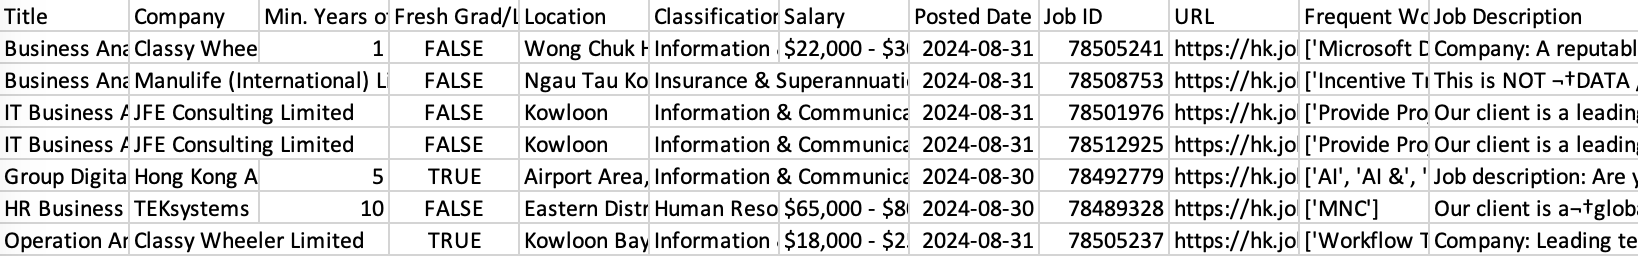 Title Company Min. Years o Fresh Grad/L Location Classification Salary Posted Date Job ID URL Frequent Wo Job Description
Business Ana Classy Whee 1 FALSE Wong Chuk H Information $22,000 - $30 2024-08-31 78505241 https://hk.jo ['Microsoft D Company: A reputabl
Business Ana Manulife (International) Li FALSE Ngau Tau Ko Insurance & Superannuati 2024-08-31 78508753 https://hk.jo ['Incentive Tr This is NOT ¬†DATA
IT Business A JFE Consulting Limited FALSE Kowloon Information & Communica 2024-08-31 78501976 https://hk.jo ['Provide Pro Our client is a leading
IT Business A JFE Consulting Limited FALSE Kowloon Information & Communica 2024-08-31 78512925 https://hk.jo ['Provide Pro Our client is a leading
Group Digita Hong Kong A 5 TRUE Airport Area, Information & Communica 2024-08-30 78492779 https://hk.jo ['AI', 'AI &', ' Job description: Are y
HR Business TEKsystems 10 FALSE Eastern Distr Human Reso $65,000 - $80 2024-08-30 78489328 https://hk.jo ['MNC'] Our client is a¬†globa
Operation An Classy Wheeler Limited TRUE Kowloon Bay Information $18,000 - $2 2024-08-31 78505237 https://hk.jo ['Workflow T Company: Leading te